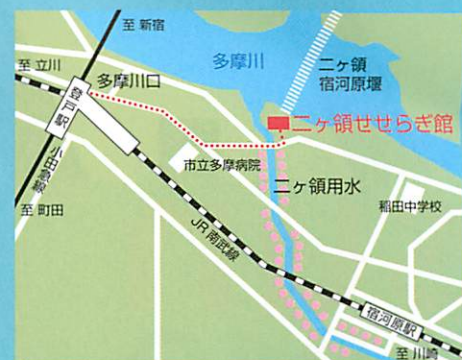 至 新宿
至 立川
多摩川口
多摩川
二ヶ領
宿河原堰
登戸駅
二ヶ領せせらぎ館
市立多摩病院
小田急線
二ヶ領用水
稲田中学校
至 町田
JR 南武線
宿河原駅
至 川崎